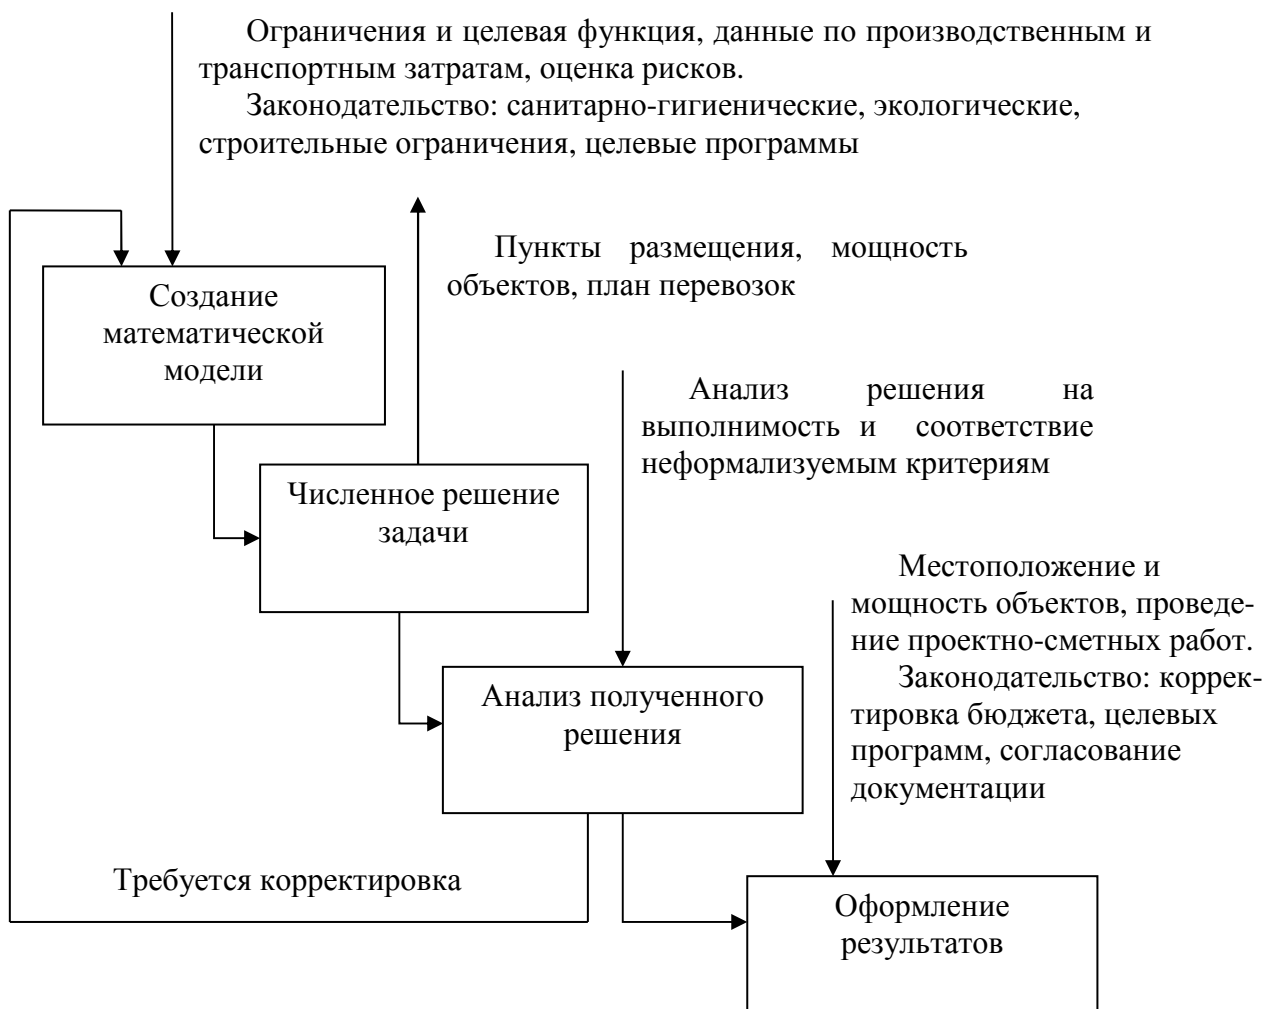 Ограничения и целевая функция, данные по производственным и
транспортным затратам, оценка рисков.
Законодательство: санитарно-гигиенические, экологические,
строительные ограничения, целевые программы
Пункты размещения, мощность
объектов, план перевозок
Создание
математической
модели
Анализ решения на
выполнимость и соответствие
неформализуемым критериям
Численное решение
задачи
Местоположение и
мощность объектов, проведе-
ние проектно-сметных работ.
Законодательство: коррек-
тировка бюджета, целевых
программ, согласование
документации
Анализ полученного
решения
Требуется корректировка
Оформление
результатов